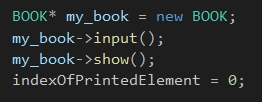 BOOK* my_book = new BOOK;
my_book->input();
my_book->show();
indexOfPrintedElement = 0;